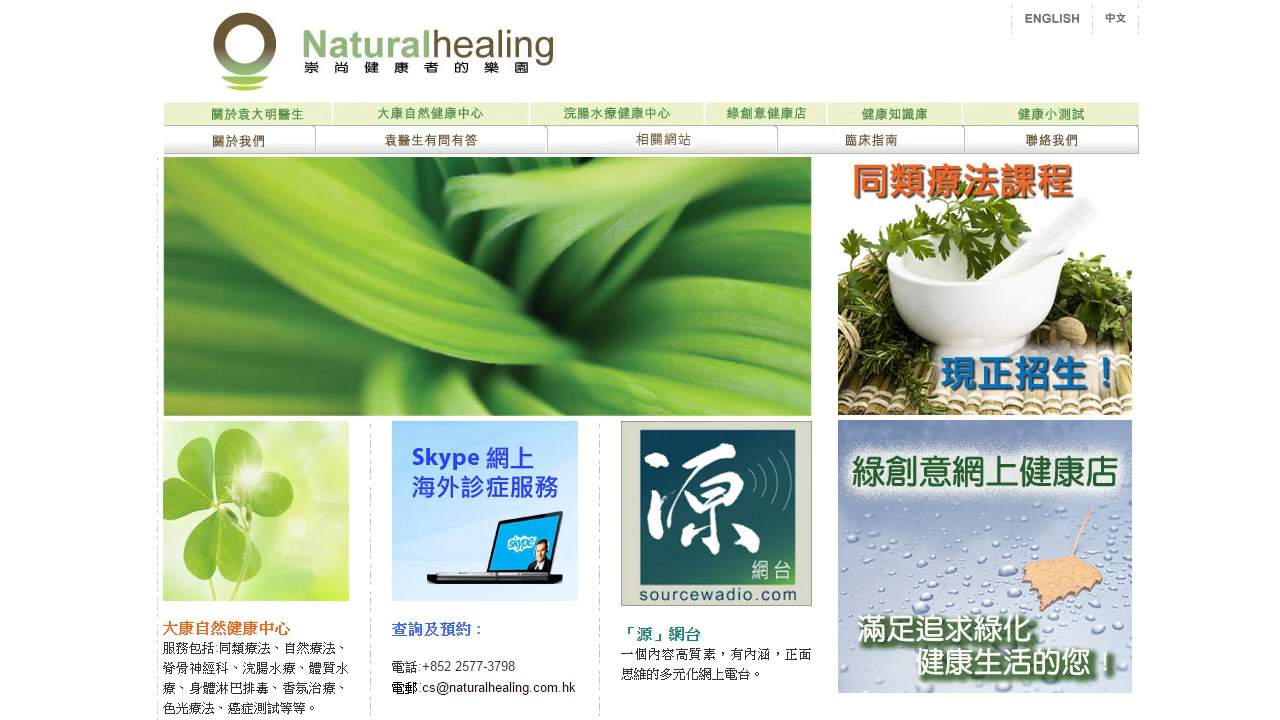 ENGLISH
中文
Naturalhealing
崇尚健康者的樂園
關於袁大明醫生
大康自然健康中心
浣腸水療健康中心
綠創意健康店
健康知識庫
健康小測試
關於我們
袁醫生有問有答
相關網站
臨床指南
聯絡我們
同類療法課程
現正招生！
Skype 網上
海外診症服務
skype
源
網台
sourcewadio.com
綠創意網上健康店
滿足追求綠化
健康生活的您！
大康自然健康中心
服務包括:同類療法、自然療法、
脊骨神經科、浣腸水療、體質水
療、身體淋巴排毒、香氛治療、
色光療法、癌症測試等等。
查詢及預約：
電話:+852 2577-3798
電郵:cs@naturalhealing.com.hk
「源」網台
一個內容高質素，有內涵，正面
思維的多元化網上電台。